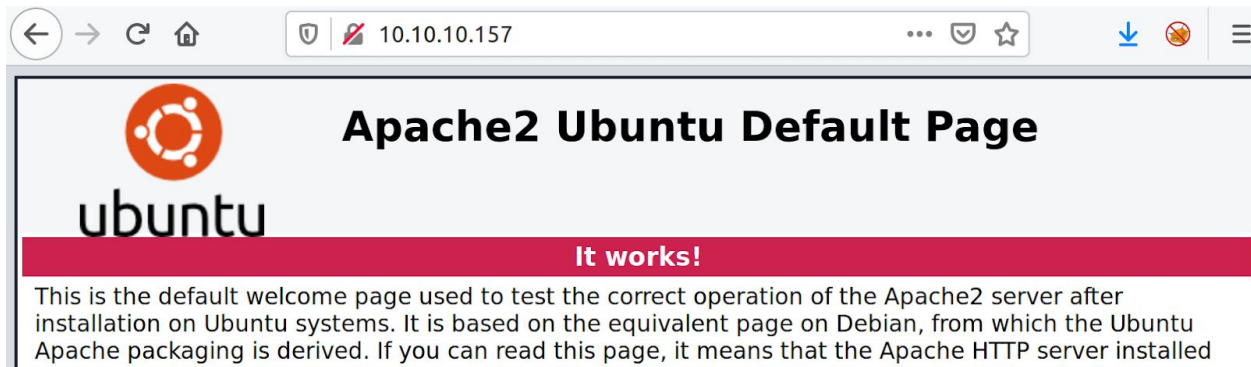 10.10.10.157
Apache2 Ubuntu Default Page
ubuntu
It works!
This is the default welcome page used to test the correct operation of the Apache2 server after
installation on Ubuntu systems. It is based on the equivalent page on Debian, from which the Ubuntu
Apache packaging is derived. If you can read this page, it means that the Apache HTTP server installed